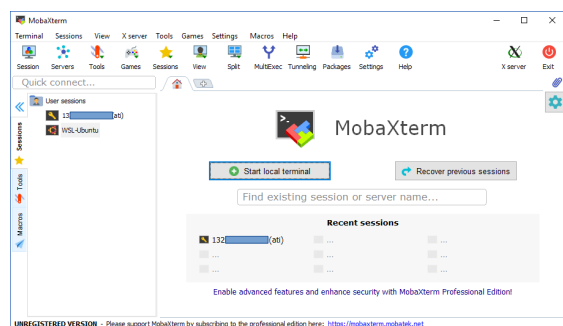 MobaXterm
Terminal Sessions View X server Tools Games Settings Macros Help
Session Servers Tools Games Sessions View Split MultiExec Tunneling Packages Settings Help X server Exit
Quick connect...
User sessions
13 ati)
WSL-Ubuntu
Sessions
Tools
Macros
MobaXterm
Start local terminal
Recover previous sessions
Find existing session or server name...
Recent sessions
132 (ati) ... ...
... ... ...
... ... ...
Enable advanced features and enhance security with MobaXterm Professional Edition!
UNREGISTERED VERSION - Please support MobaXterm by subscribing to the professional edition here: https://mobaxterm.mobatek.net